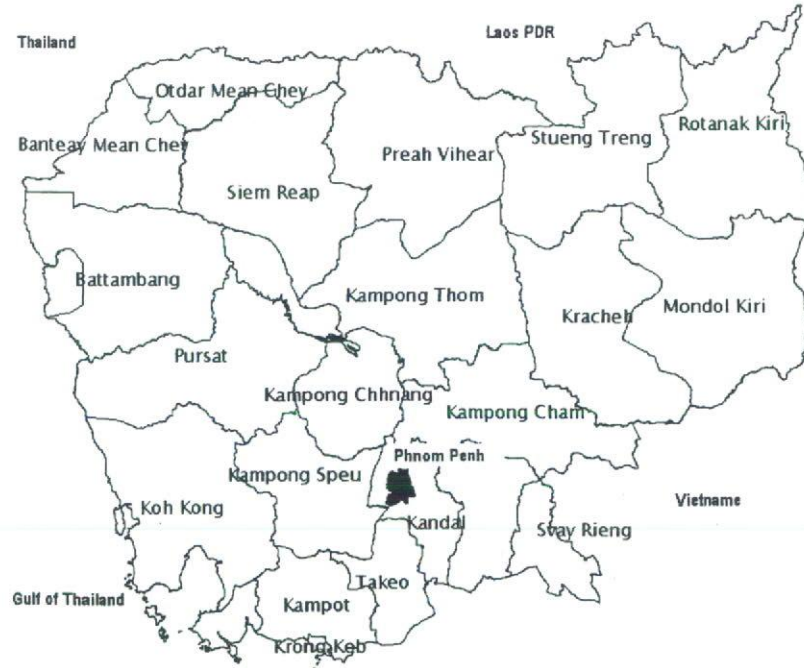 Thailand
Laos PDR
Otdar Mean Chey
Banteay Mean Chey
Siem Reap
Preah Vihear
Stueng Treng
Rotanak Kiri
Battambang
Kampong Thom
Kracheh
Mondol Kiri
Pursat
Kampong Chhnang
Kampong Cham
Phnom Penh
Kampong Speu
Koh Kong
Kandal
Svay Rieng
Vietname
Gulf of Thailand
Takeo
Kampot
Krong Keb